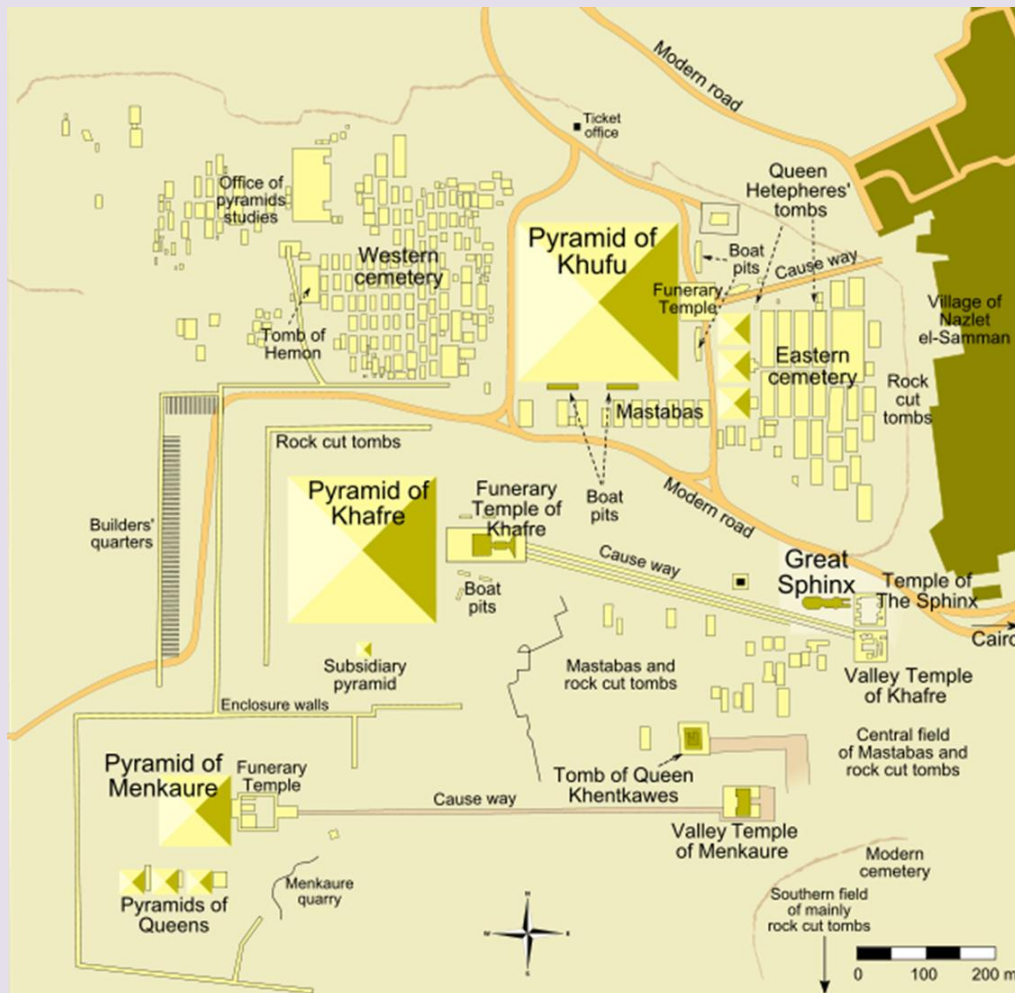 Modern road
Ticket
office
Queen
Hetepheres'
tombs
Office of
pyramids
studies
Pyramid of
Khufu
Boat
pits
Western
cemetery
Cause way
Funerary
Temple
Village of
Nazlet
el-Samman
Tomb of
Hemon
Eastern
cemetery
Rock
cut
tombs
Mastabas
Rock cut tombs
Pyramid of
Khafre
Funerary
Temple of
Khafre
Boat
pits
Modern road
Builders'
quarters
Cause way
Great
Sphinx
Temple of
The Sphinx
Boat
pits
Cairo
Subsidiary
pyramid
Mastabas and
rock cut tombs
Valley Temple
of Khafre
Enclosure walls
Central field
of Mastabas and
rock cut tombs
Pyramid of
Menkaure
Funerary
Temple
Tomb of Queen
Khentkawes
Cause way
Valley Temple
of Menkaure
Modern
cemetery
Menkaure
quarry
Pyramids of
Queens
Southern field
of mainly
rock cut tombs
N
W
E
S
0 100 200 m